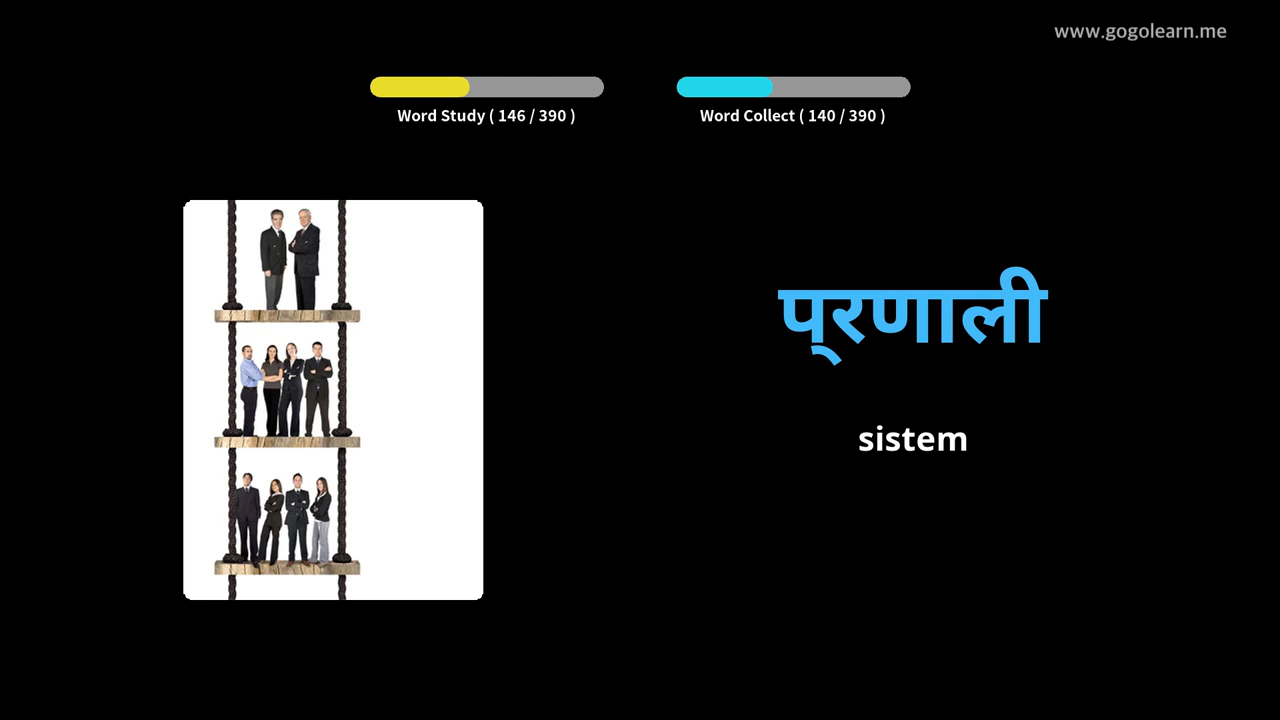 www.gogolearn.me
Word Study ( 146 / 390 )
Word Collect ( 140 / 390 )
प्रणाली
sistem